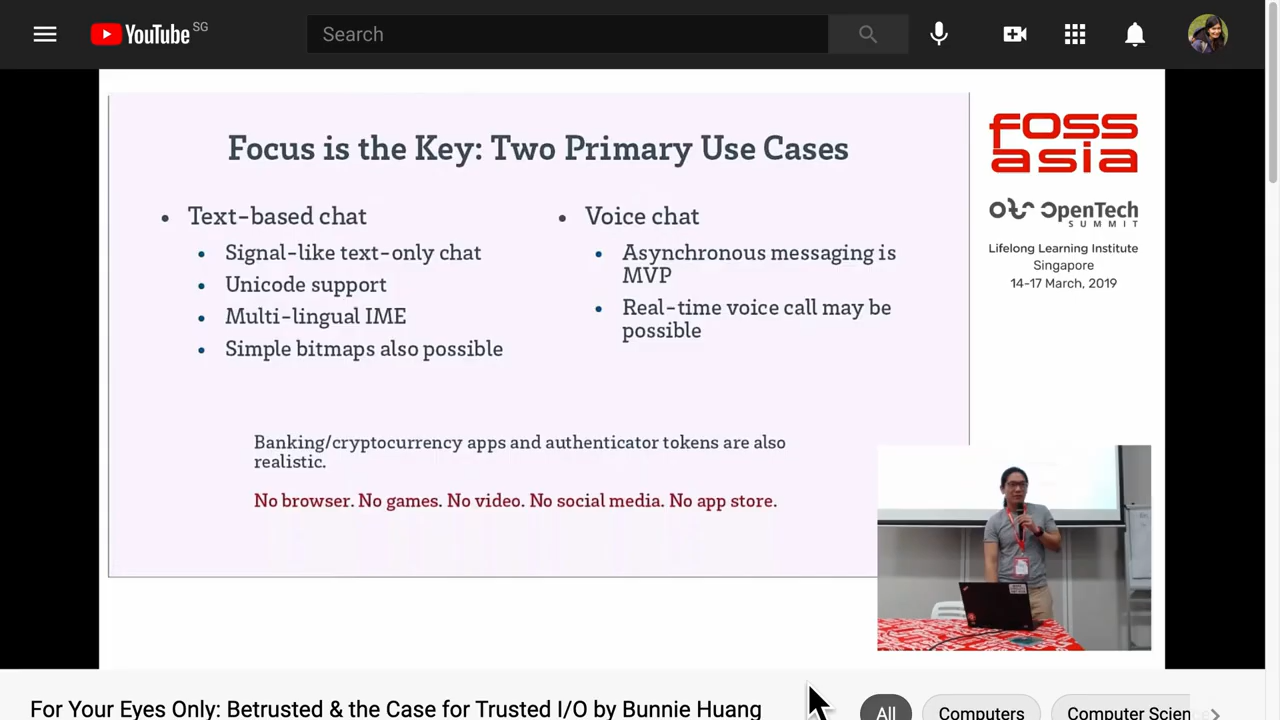 YouTube SG
Search
Focus is the Key: Two Primary Use Cases
• Text-based chat
• Signal-like text-only chat
• Unicode support
• Multi-lingual IME
• Simple bitmaps also possible
• Voice chat
• Asynchronous messaging is
MVP
• Real-time voice call may be
possible
Banking/cryptocurrency apps and authenticator tokens are also
realistic.
No browser. No games. No video. No social media. No app store.
foss
asia
OpenTech
SUMMIT
Lifelong Learning Institute
Singapore
14-17 March, 2019
For Your Eyes Only: Betrusted & the Case for Trusted I/O by Bunnie Huang
All
Computers
Computer Scienc